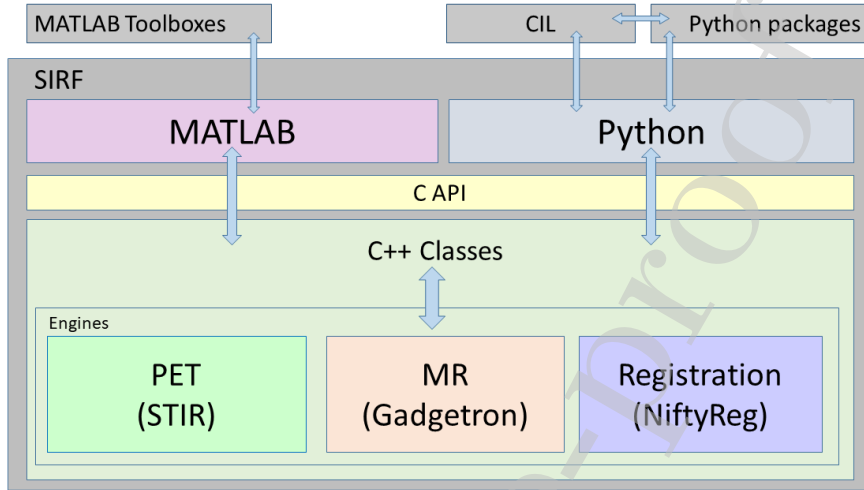 MATLAB Toolboxes
CIL
Python packages
SIRF
MATLAB
Python
C API
C++ Classes
Engines
PET
(STIR)
MR
(Gadgetron)
Registration
(NiftyReg)